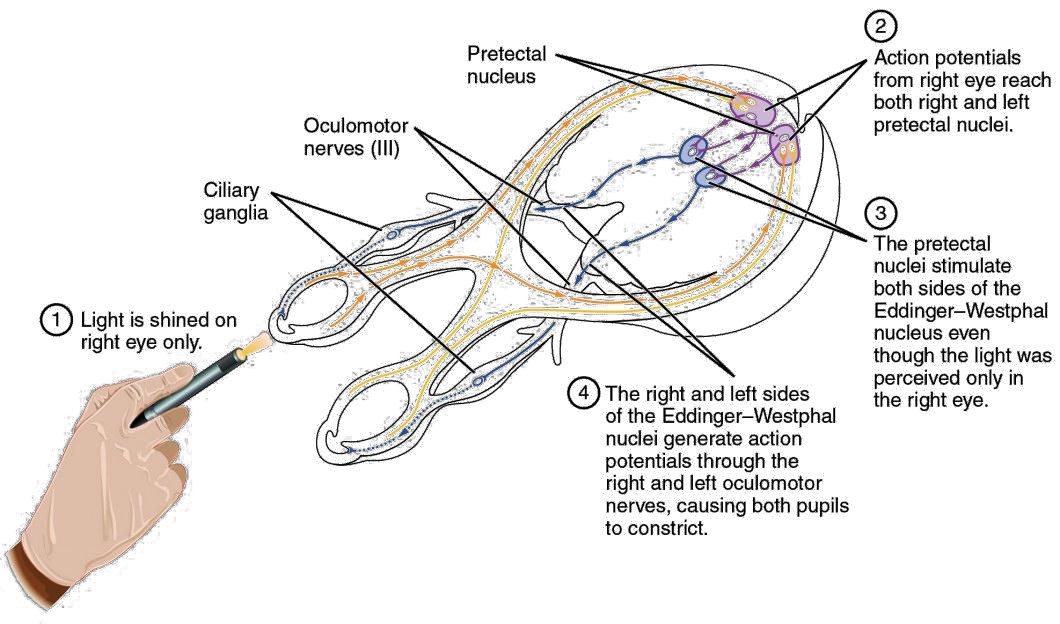 Pretectal
nucleus
2
Action potentials
from right eye reach
both right and left
pretectal nuclei.
Oculomotor
nerves (III)
Ciliary
ganglia
3
The pretectal
nuclei stimulate
both sides of the
Eddinger–Westphal
nucleus even
though the light was
perceived only in
the right eye.
1 Light is shined on
right eye only.
4 The right and left sides
of the Eddinger–Westphal
nuclei generate action
potentials through the
right and left oculomotor
nerves, causing both pupils
to constrict.